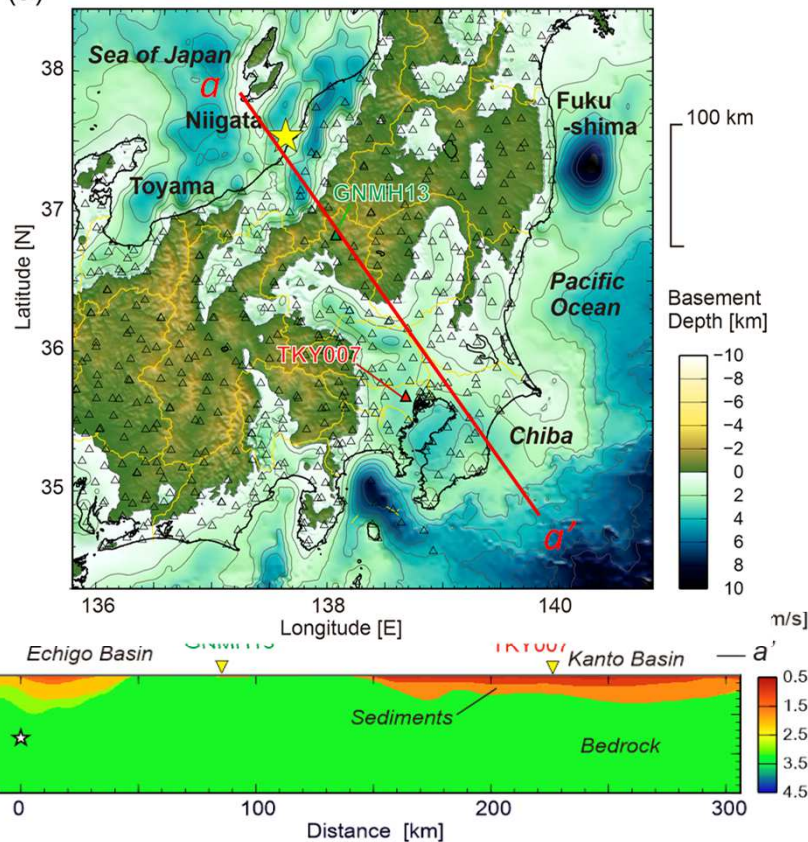 Sea of Japan
a
Niigata
Toyama
GNMH13
Fuku
-shima
100 km
Pacific
Ocean
TKY007
Chiba
a'
38
37
36
35
Latitude [N]
136
138
140
Longitude [E]
Basement
Depth [km]
−10
−8
−6
−4
−2
0
2
4
6
8
10
m/s]
Echigo Basin
GNMH13
TKY007
Kanto Basin
a'
Sediments
Bedrock
0.5
1.5
2.5
3.5
4.5
0
100
200
300
Distance [km]